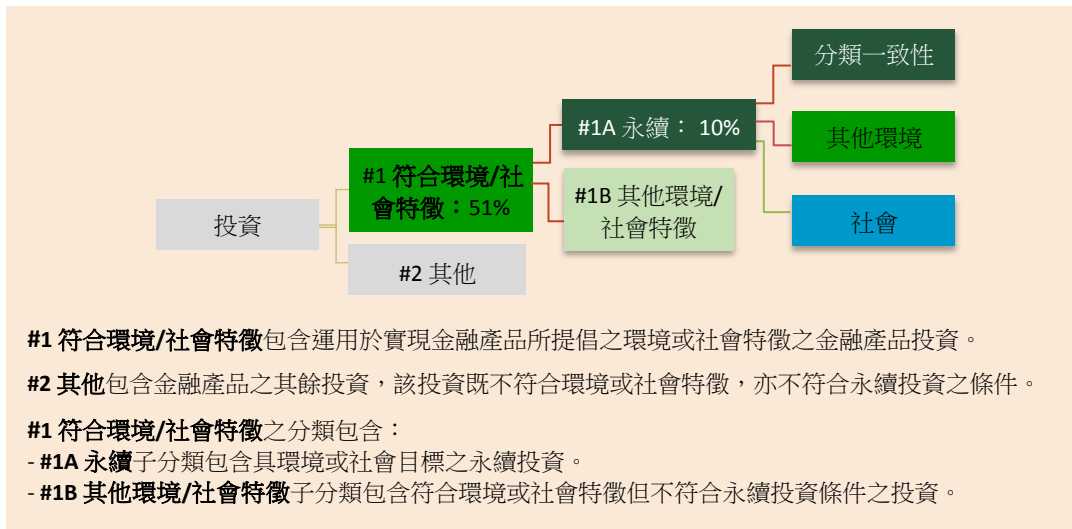 分類一致性
#1A 永續： 10%
其他環境
#1 符合環境/社
會特徵：51%
#1B 其他環境/
社會特徵
社會
投資
#2 其他
#1 符合環境/社會特徵包含運用於實現金融產品所提倡之環境或社會特徵之金融產品投資。
#2 其他包含金融產品之其餘投資，該投資既不符合環境或社會特徵，亦不符合永續投資之條件。
#1 符合環境/社會特徵之分類包含：
- #1A 永續子分類包含具環境或社會目標之永續投資。
- #1B 其他環境/社會特徵子分類包含符合環境或社會特徵但不符合永續投資條件之投資。